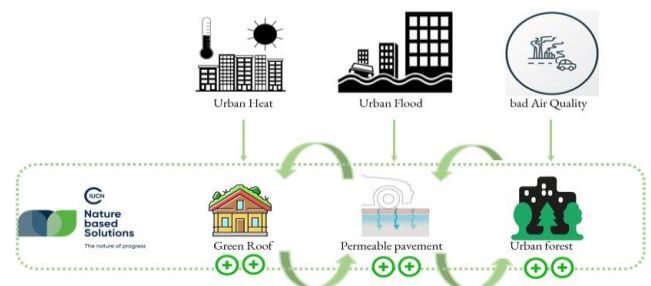 Urban Heat
Urban Flood
bad Air Quality
IUCN
Nature
based
Solutions
The nature of progress
Green Roof
Permeable pavement
Urban forest